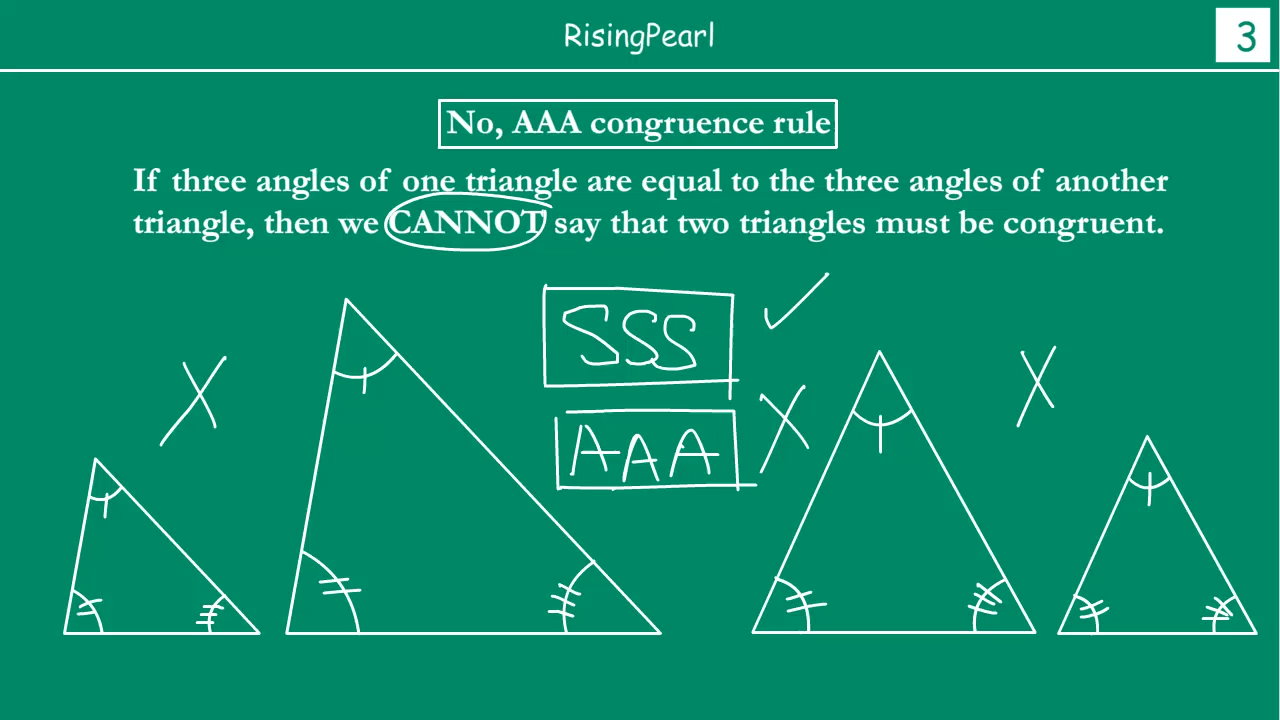 RisingPearl
3
No, AAA congruence rule
If three angles of one triangle are equal to the three angles of another
triangle, then we CANNOT say that two triangles must be congruent.
SSS
AAA